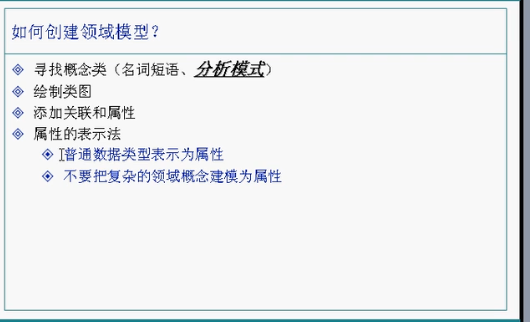 如何创建领域模型？
寻找概念类（名词短语、分析模式）
绘制类图
添加关联和属性
属性的表示法
普通数据类型表示为属性
不要把复杂的领域概念建模为属性